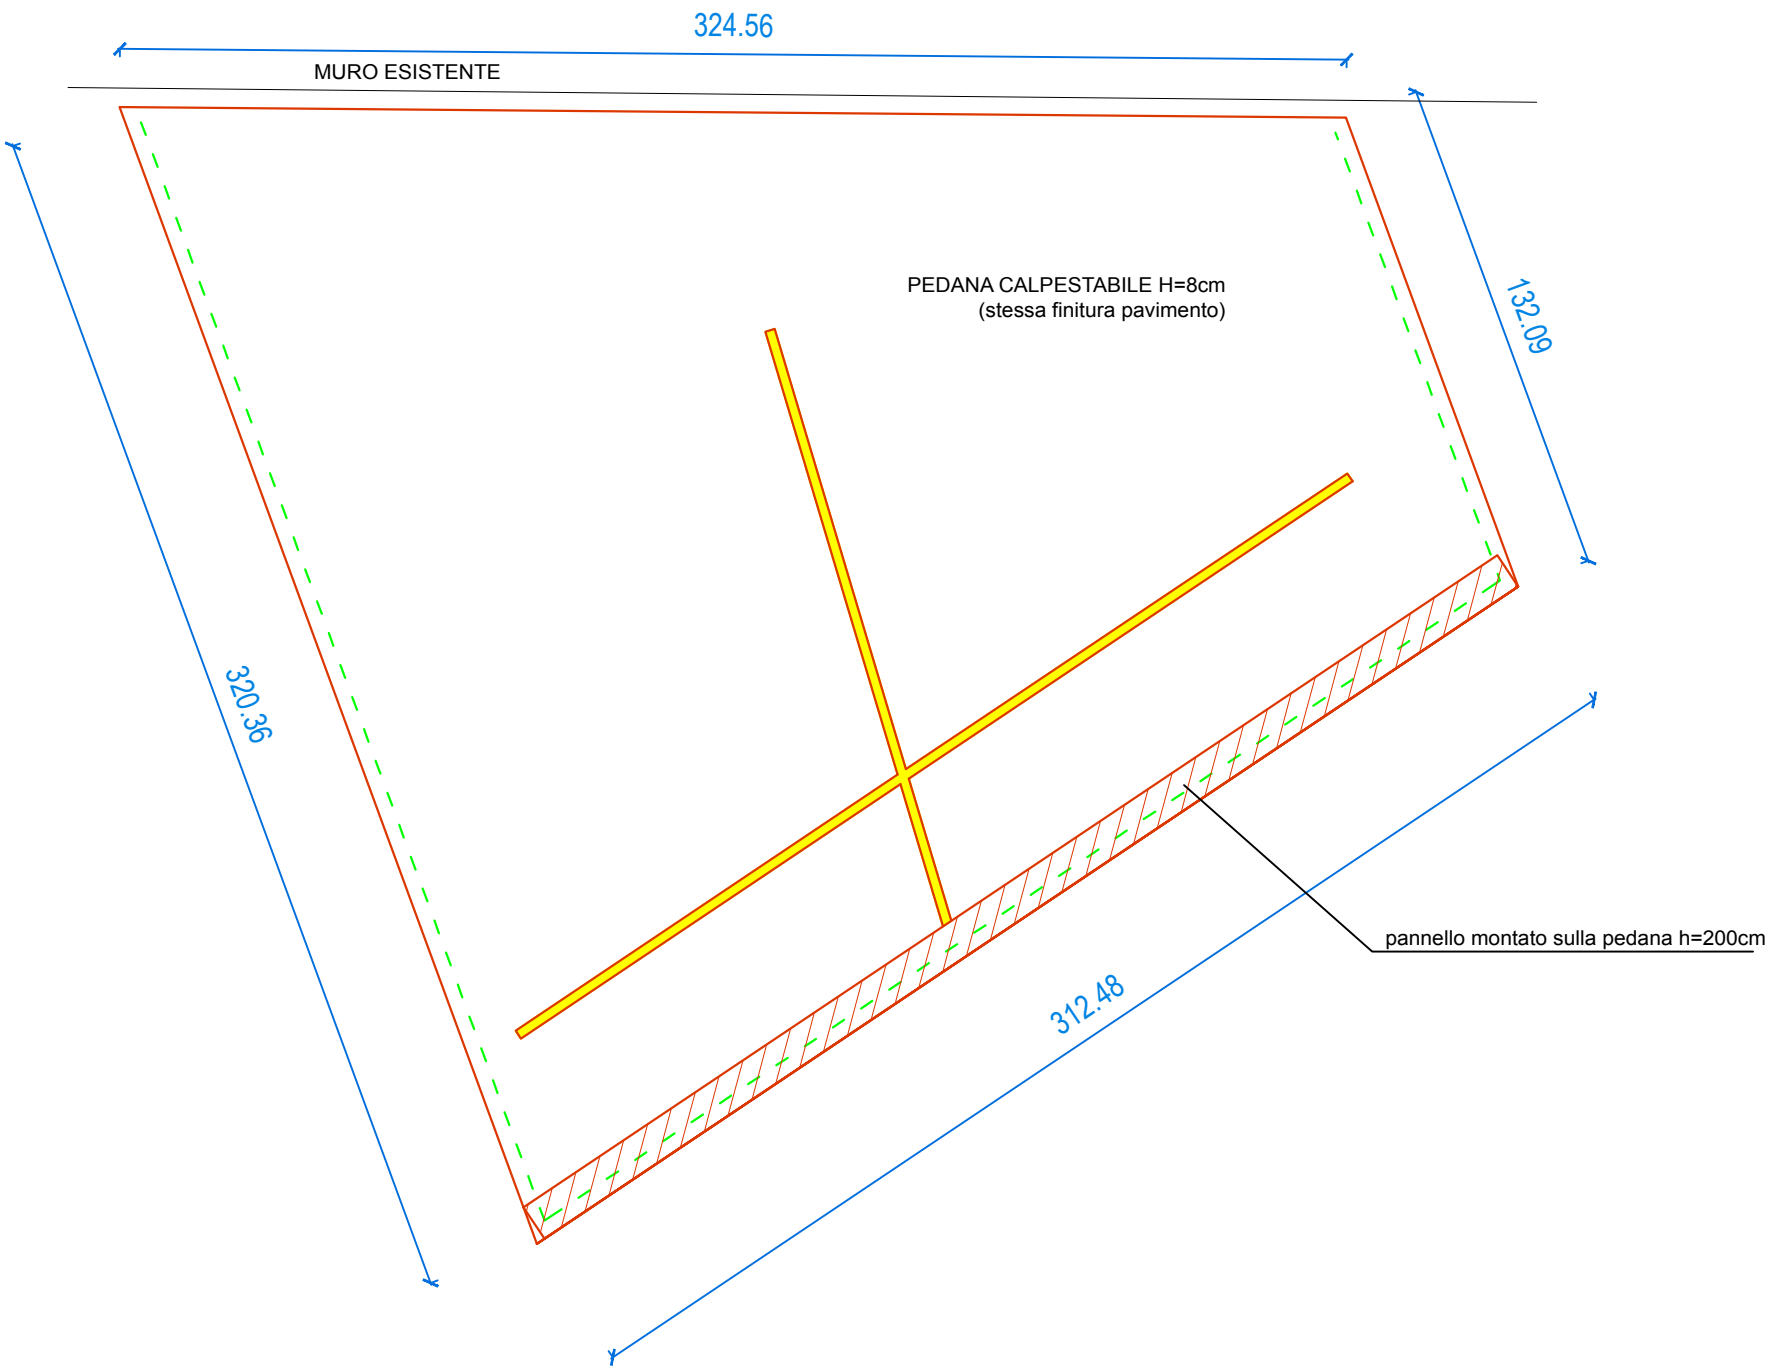 324.56
MURO ESISTENTE
132.09
PEDANA CALPESTABILE H=8cm
(stessa finitura pavimento)
320.36
pannello montato sulla pedana h=200cm
312.48